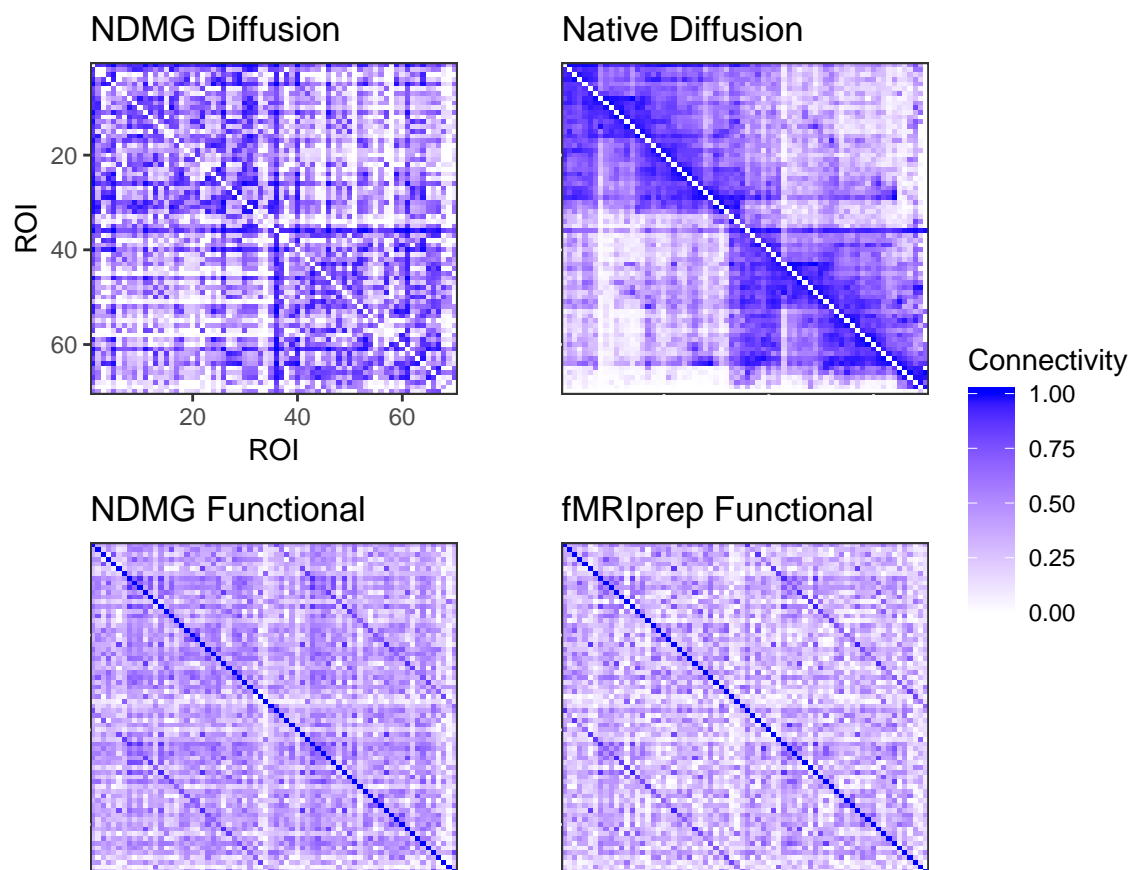 NDMG Diffusion
Native Diffusion
ROI
20
40
60
20 40 60
ROI
Connectivity
1.00
0.75
0.50
0.25
0.00
NDMG Functional
fMRIprep Functional